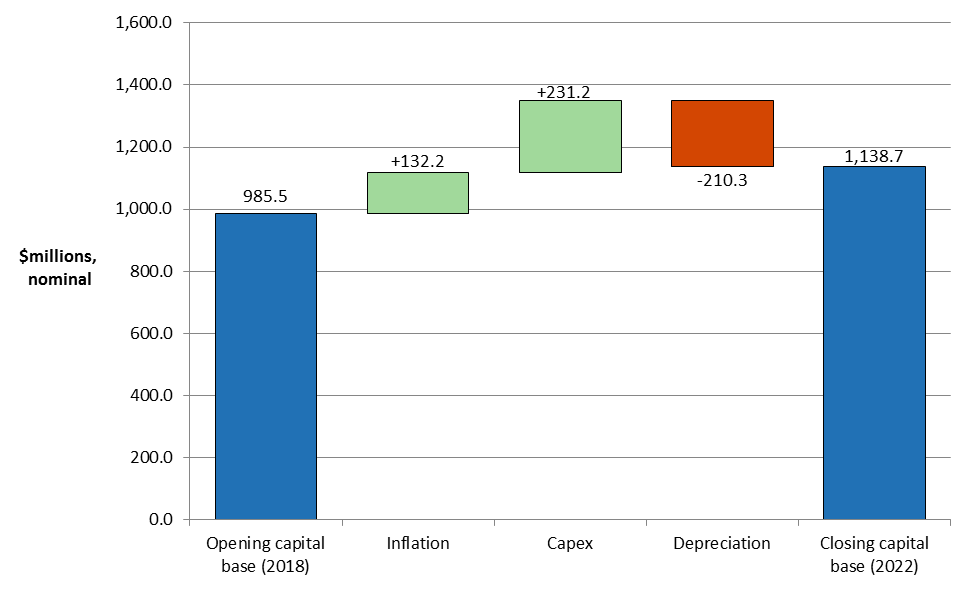 1,600.0
1,400.0
1,200.0
1,000.0
800.0
600.0
400.0
200.0
0.0
$millions,
nominal
985.5
+132.2
+231.2
-210.3
1,138.7
Opening capital
base (2018)
Inflation
Capex
Depreciation
Closing capital
base (2022)